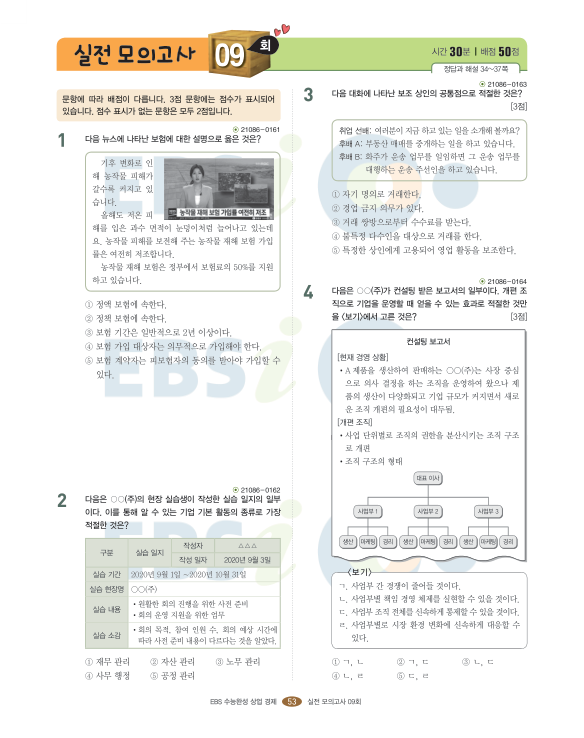 실전 모의고사 09 회
시간 30분 | 배점 50점
정답과 해설 34~37쪽
문항에 따라 배점이 다릅니다. 3점 문항에는 점수가 표시되어
있습니다. 점수 표시가 없는 문항은 모두 2점입니다.
21086-0161
1 다음 뉴스에 나타난 보험에 대한 설명으로 옳은 것은?
기후 변화로 인
해 농작물 피해가
갈수록 커지고 있
습니다.
올해도 저온 피
농작물 재해 보험 가입률 여전히 저조
해를 입은 과수 면적이 눈덩이처럼 늘어나고 있는데
요. 농작물 피해를 보전해 주는 농작물 재해 보험 가입
률은 여전히 저조합니다.
농작물 재해 보험은 정부에서 보험료의 50%를 지원
하고 있습니다.
① 정액 보험에 속한다.
② 정책 보험에 속한다.
③ 보험 기간은 일반적으로 2년 이상이다.
④ 보험 가입 대상자는 의무적으로 가입해야 한다.
⑤ 보험 계약자는 피보험자의 동의를 받아야 가입할 수
있다.
21086-0162
2 다음은 ○○(주)의 현장 실습생이 작성한 실습 일지의 일부
이다. 이를 통해 알 수 있는 기업 기본 활동의 종류로 가장
적절한 것은?
구분 실습 일지 작성자 △△△
작성 일자 2020년 9월 3일
실습 기간 2020년 9월 1일 ~2020년 10월 31일
실습 현장명 ○○(주)
실습 내용 • 원활한 회의 진행을 위한 사전 준비
• 회의 운영 지원을 위한 업무
실습 소감 • 회의 목적, 참여 인원 수, 회의 예상 시간에
따라 사전 준비 내용이 다르다는 것을 알았다.
① 재무 관리 ② 자산 관리 ③ 노무 관리
④ 사무 행정 ⑤ 공정 관리
21086-0163
3 다음 대화에 나타난 보조 상인의 공통점으로 적절한 것은?
[3점]
취업 선배: 여러분이 지금 하고 있는 일을 소개해 볼까요?
후배 A: 부동산 매매를 중개하는 일을 하고 있습니다.
후배 B: 화주가 운송 업무를 일임하면 그 운송 업무를
대행하는 운송 주선인을 하고 있습니다.
① 자기 명의로 거래한다.
② 경업 금지 의무가 있다.
③ 거래 쌍방으로부터 수수료를 받는다.
④ 불특정 다수인을 대상으로 거래를 한다.
⑤ 특정한 상인에게 고용되어 영업 활동을 보조한다.
21086-0164
4 다음은 ○○(주)가 컨설팅 받은 보고서의 일부이다. 개편 조
직으로 기업을 운영할 때 얻을 수 있는 효과로 적절한 것만
을 〈보기〉에서 고른 것은? [3점]
컨설팅 보고서
[현재 경영 상황]
• A 제품을 생산하여 판매하는 ○○(주)는 사장 중심
으로 의사 결정을 하는 조직을 운영하여 왔으나 제
품의 생산이 다양화되고 기업 규모가 커지면서 새로
운 조직 개편의 필요성이 대두됨.
[개편 조직]
• 사업 단위별로 조직의 권한을 분산시키는 조직 구조
로 개편
• 조직 구조의 형태
대표 이사
사업부 1 사업부 2 사업부 3
생산 마케팅 경리 생산 마케팅 경리 생산 마케팅 경리
〈보기〉
ㄱ. 사업부 간 경쟁이 줄어들 것이다.
ㄴ. 사업부별 책임 경영 체제를 실현할 수 있을 것이다.
ㄷ. 사업부 조직 전체를 신속하게 통제할 수 있을 것이다.
ㄹ. 사업부별로 시장 환경 변화에 신속하게 대응할 수
있다.
① ㄱ, ㄴ ② ㄱ, ㄷ ③ ㄴ, ㄷ
④ ㄴ, ㄹ ⑤ ㄷ, ㄹ
EBS 수능완성 상업 경제 53 실전 모의고사 09회